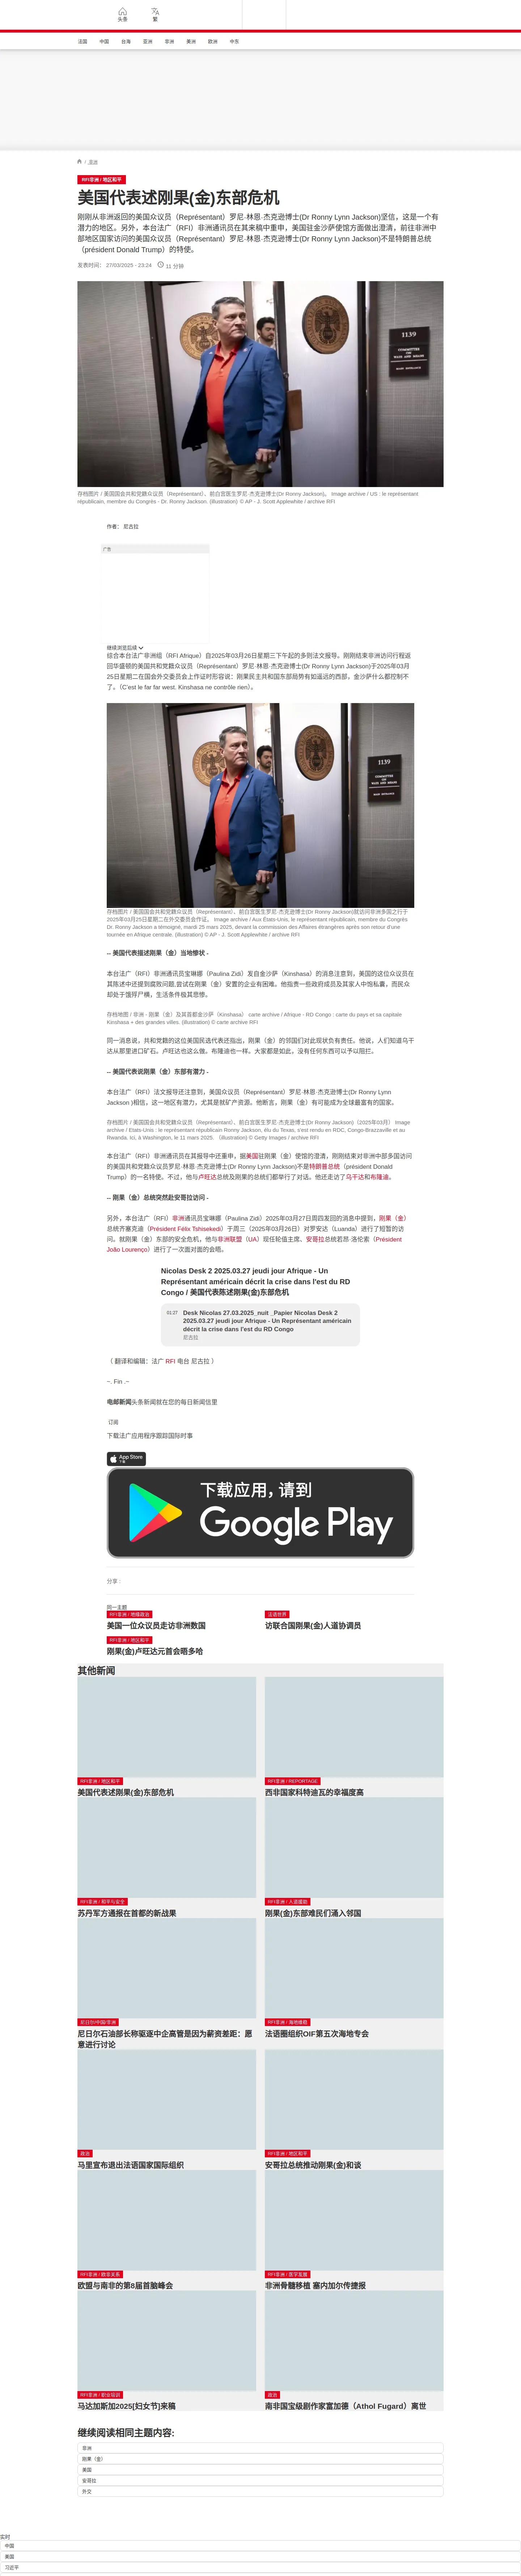 头条
繁
法国
中国
台海
亚洲
非洲
美洲
欧洲
中东
/ 非洲
RFI非洲 / 地区和平
美国代表述刚果(金)东部危机
刚刚从非洲返回的美国众议员（Représentant）罗尼·林恩·杰克逊博士(Dr Ronny Lynn Jackson)坚信，这是一个有
潜力的地区。另外，本台法广（RFI）非洲通讯员在其来稿中重申，美国驻金沙萨使馆方面做出澄清，前往非洲中
部地区国家访问的美国众议员（Représentant）罗尼·林恩·杰克逊博士(Dr Ronny Lynn Jackson)不是特朗普总统
（président Donald Trump）的特使。
发表时间： 27/03/2025 - 23:24
11 分钟
1139
存档图片 / 美国国会共和党籍众议员（Représentant）、前白宫医生罗尼·杰克逊博士(Dr Ronny Jackson)。 Image archive / US : le représentant
républicain, membre du Congrès - Dr. Ronny Jackson. (illustration) © AP - J. Scott Applewhite / archive RFI
作者： 尼古拉
广告
继续浏览后续
综合本台法广非洲组（RFI Afrique）自2025年03月26日星期三下午起的多则法文报导。刚刚结束非洲访问行程返
回华盛顿的美国共和党籍众议员（Représentant）罗尼·林恩·杰克逊博士(Dr Ronny Lynn Jackson)于2025年03月
25日星期二在国会外交委员会上作证时形容说：刚果民主共和国东部局势有如遥远的西部，金沙萨什么都控制不
了。（C'est le far far west. Kinshasa ne contrôle rien）。
1139
存档图片 / 美国国会共和党籍众议员（Représentant）、前白宫医生罗尼·杰克逊博士(Dr Ronny Jackson)就访问非洲多国之行于
2025年03月25日星期二在外交委员会作证。 Image archive / Aux États-Unis, le représentant républicain, membre du Congrès
Dr. Ronny Jackson a témoigné, mardi 25 mars 2025, devant la commission des Affaires étrangères après son retour d'une
tournée en Afrique centrale. (illustration) © AP - J. Scott Applewhite / archive RFI
-- 美国代表描述刚果（金）当地惨状 -
本台法广（RFI）非洲通讯员宝琳娜（Paulina Zidi）发自金沙萨（Kinshasa）的消息注意到，美国的这位众议员在
其陈述中还提到腐败问题,尝试在刚果（金）安置的企业有困难。他指责一些政府成员及其家人中饱私囊，而民众
却处于饿殍尸横，生活条件极其悲惨。
存档地图 / 非洲 - 刚果（金）及其首都金沙萨（Kinshasa） carte archive / Afrique - RD Congo : carte du pays et sa capitale
Kinshasa + des grandes villes. (illustration) © carte archive RFI
同一消息说，共和党籍的这位美国民选代表还指出，刚果（金）的邻国们对此现状负有责任。他说，人们知道乌干
达从那里进口矿石。卢旺达也这么做。布隆迪也一样。大家都是如此。没有任何东西可以予以阻拦。
-- 美国代表说刚果（金）东部有潜力 -
本台法广（RFI）法文报导还注意到，美国众议员（Représentant）罗尼·林恩·杰克逊博士(Dr Ronny Lynn
Jackson )相信，这一地区有潜力，尤其是就矿产资源。他断言，刚果（金）有可能成为全球最富有的国家。
存档图片 / 美国国会共和党籍众议员（Représentant）、前白宫医生罗尼·杰克逊博士(Dr Ronny Jackson)（2025年03月） Image
archive / Etats-Unis : le représentant républicain Ronny Jackson, élu du Texas, s'est rendu en RDC, Congo-Brazzaville et au
Rwanda. Ici, à Washington, le 11 mars 2025. （illustration) © Getty Images / archive RFI
本台法广（RFI）非洲通讯员在其报导中还重申，据美国驻刚果（金）使馆的澄清，刚刚结束对非洲中部多国访问
的美国共和党籍众议员罗尼·林恩·杰克逊博士(Dr Ronny Lynn Jackson)不是特朗普总统（président Donald
Trump）的一名特使。不过，他与卢旺达总统及刚果的总统们都举行了对话。他还走访了乌干达和布隆迪。
-- 刚果（金）总统突然赴安哥拉访问 -
另外，本台法广（RFI）非洲通讯员宝琳娜（Paulina Zidi）2025年03月27日周四发回的消息中提到，刚果（金）
总统齐塞克迪（Président Félix Tshisekedi）于周三（2025年03月26日）对罗安达（Luanda）进行了短暂的访
问。就刚果（金）东部的安全危机，他与非洲联盟（UA）现任轮值主席、安哥拉总统若昂·洛伦索（Président
João Lourenço）进行了一次面对面的会晤。
Nicolas Desk 2 2025.03.27 jeudi jour Afrique - Un
Représentant américain décrit la crise dans l'est du RD
Congo / 美国代表陈述刚果(金)东部危机
01:27
Desk Nicolas 27.03.2025_nuit _Papier Nicolas Desk 2
2025.03.27 jeudi jour Afrique - Un Représentant américain
décrit la crise dans l'est du RD Congo
尼古拉
（ 翻译和编辑：法广 RFI 电台 尼古拉 ）
~. Fin .~
电邮新闻头条新闻就在您的每日新闻信里
订阅
下载法广应用程序跟踪国际时事
App Store
下载应用，请到
Google Play
分享 :
同一主题
RFI非洲 / 地缘政治
美国一位众议员走访非洲数国
法语世界
访联合国刚果(金)人道协调员
RFI非洲 / 地区和平
刚果(金)卢旺达元首会晤多哈
其他新闻
RFI非洲 / 地区和平
美国代表述刚果(金)东部危机
RFI非洲 / REPORTAGE
西非国家科特迪瓦的幸福度高
RFI非洲 / 和平与安全
苏丹军方通报在首都的新战果
RFI非洲 / 人道援助
刚果(金)东部难民们涌入邻国
尼日尔/中国/非洲
尼日尔石油部长称驱逐中企高管是因为薪资差距：愿
意进行讨论
RFI非洲 / 海地维稳
法语圈组织OIF第五次海地专会
政治
马里宣布退出法语国家国际组织
RFI非洲 / 地区和平
安哥拉总统推动刚果(金)和谈
RFI非洲 / 欧非关系
欧盟与南非的第8届首脑峰会
RFI非洲 / 医学发展
非洲骨髓移植 塞内加尔传捷报
RFI非洲 / 职业培训
马达加斯加2025[妇女节]来稿
政治
南非国宝级剧作家富加德（Athol Fugard）离世
继续阅读相同主题内容:
非洲
刚果（金）
美国
安哥拉
外交
实时
中国
美国
习近平